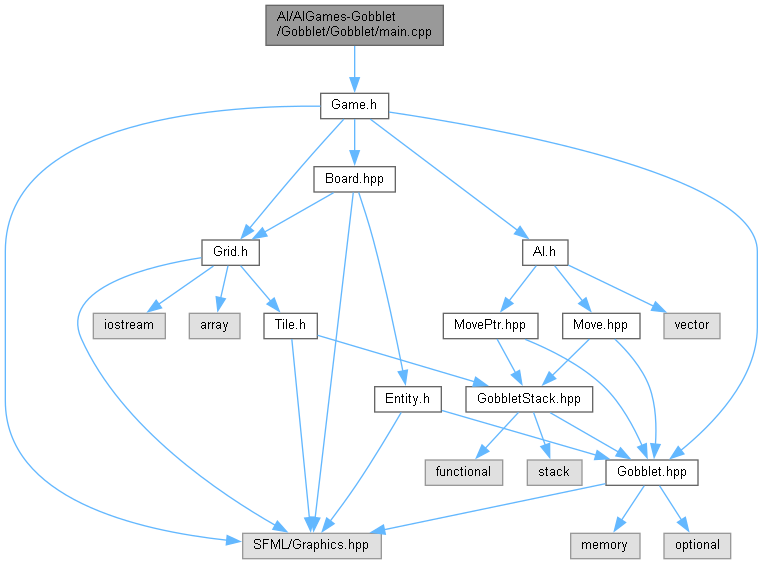 AI/AIGames-Gobblet
/Gobblet/Gobblet/main.cpp
Game.h
Board.hpp
Grid.h
AI.h
iostream
array
Tile.h
MovePtr.hpp
Move.hpp
vector
Entity.h
GobbletStack.hpp
functional
stack
Gobblet.hpp
SFML/Graphics.hpp
memory
optional